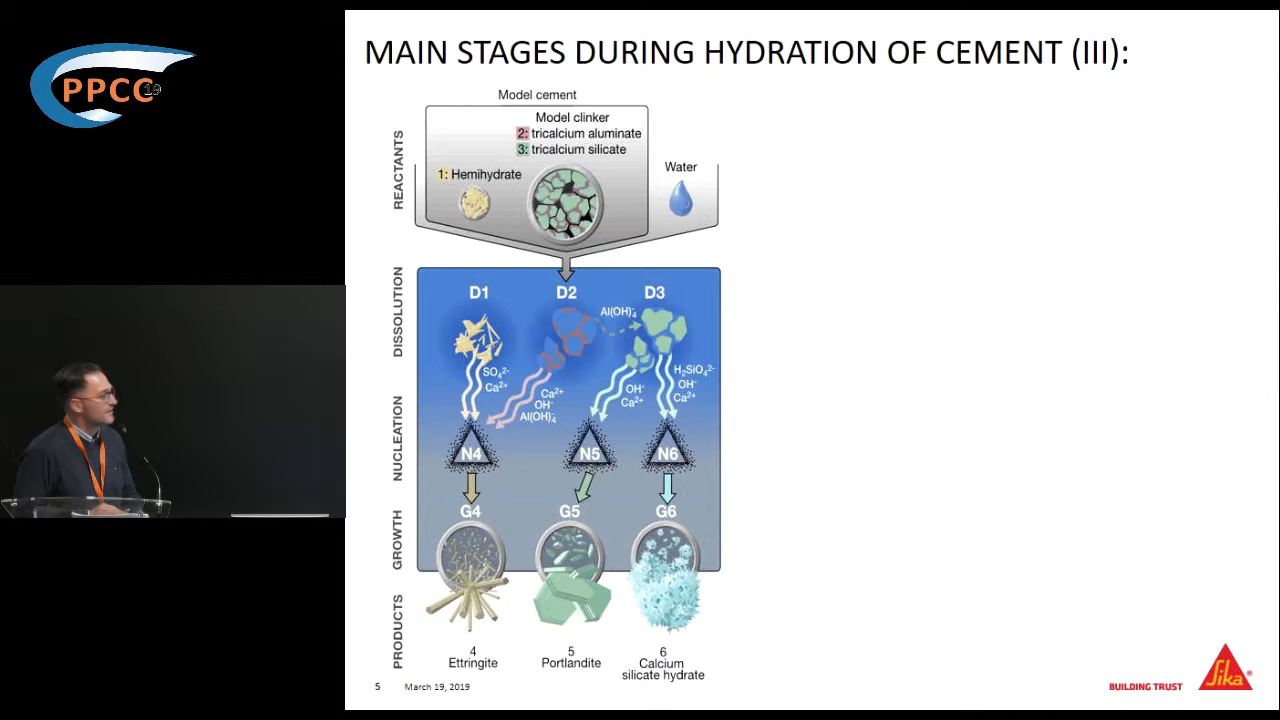 PPCC 19
MAIN STAGES DURING HYDRATION OF CEMENT (III):
Model cement
Model clinker
2: tricalcium aluminate
3: tricalcium silicate
1: Hemihydrate
Water
REACTANTS
DISSOLUTION
D1
D2
D3
Al(OH)₄⁻
SO₄²⁻
Ca²⁺
Ca²⁺
OH⁻
Al(OH)₄⁻
OH⁻
Ca²⁺
H₂SiO₄²⁻
OH⁻
Ca²⁺
NUCLEATION
N4
N5
N6
GROWTH
G4
G5
G6
PRODUCTS
4
Ettringite
5
Portlandite
6
Calcium
silicate hydrate
5 March 19, 2019
BUILDING TRUST
Sika®